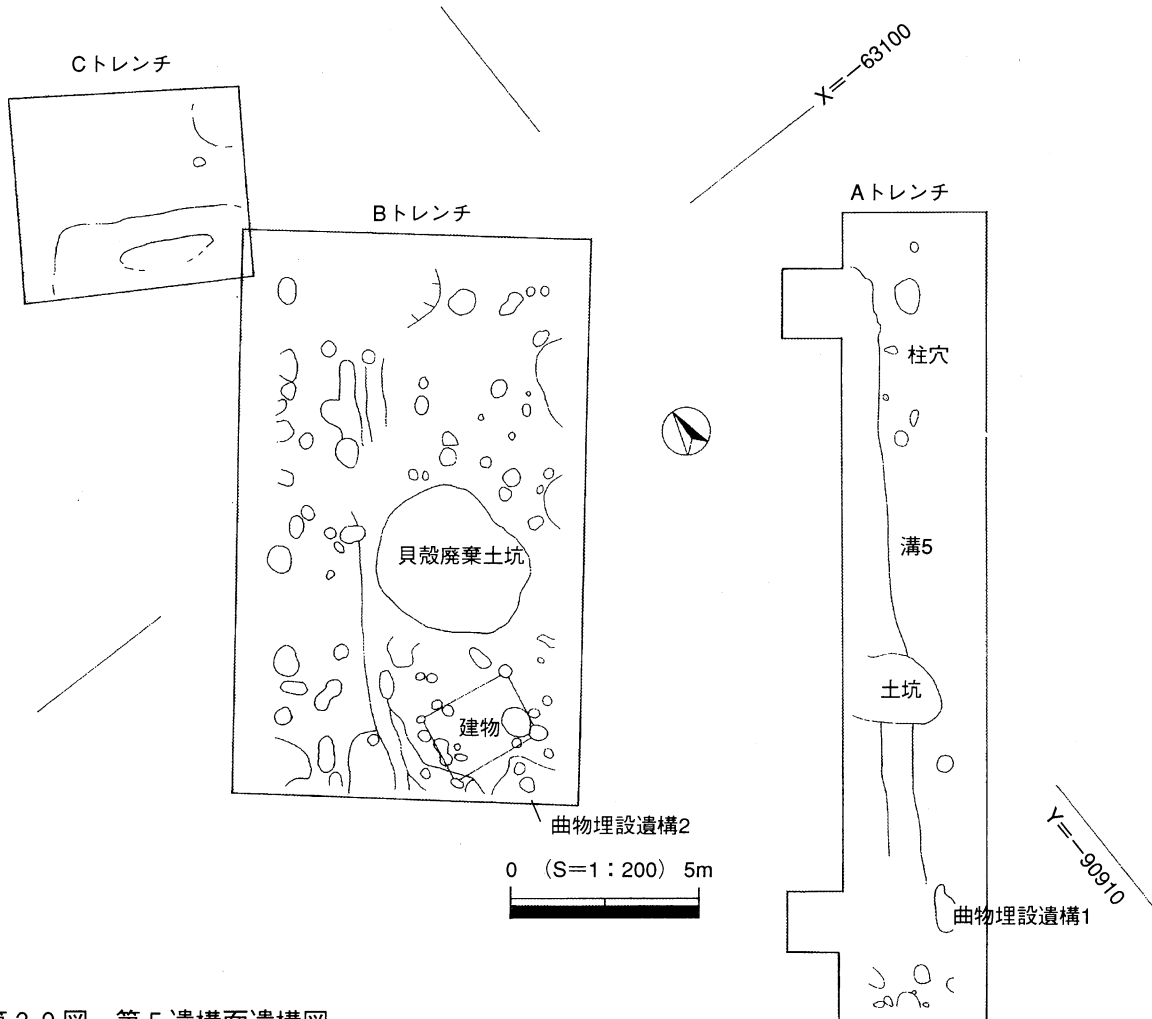 Cトレンチ
X=-63100
Aトレンチ
Bトレンチ
柱穴
溝5
貝殻廃棄土坑
土坑
建物
曲物埋設遺構2
0 (S=1:200) 5m
Y=-90910
曲物埋設遺構1
第5遺構面遺構図